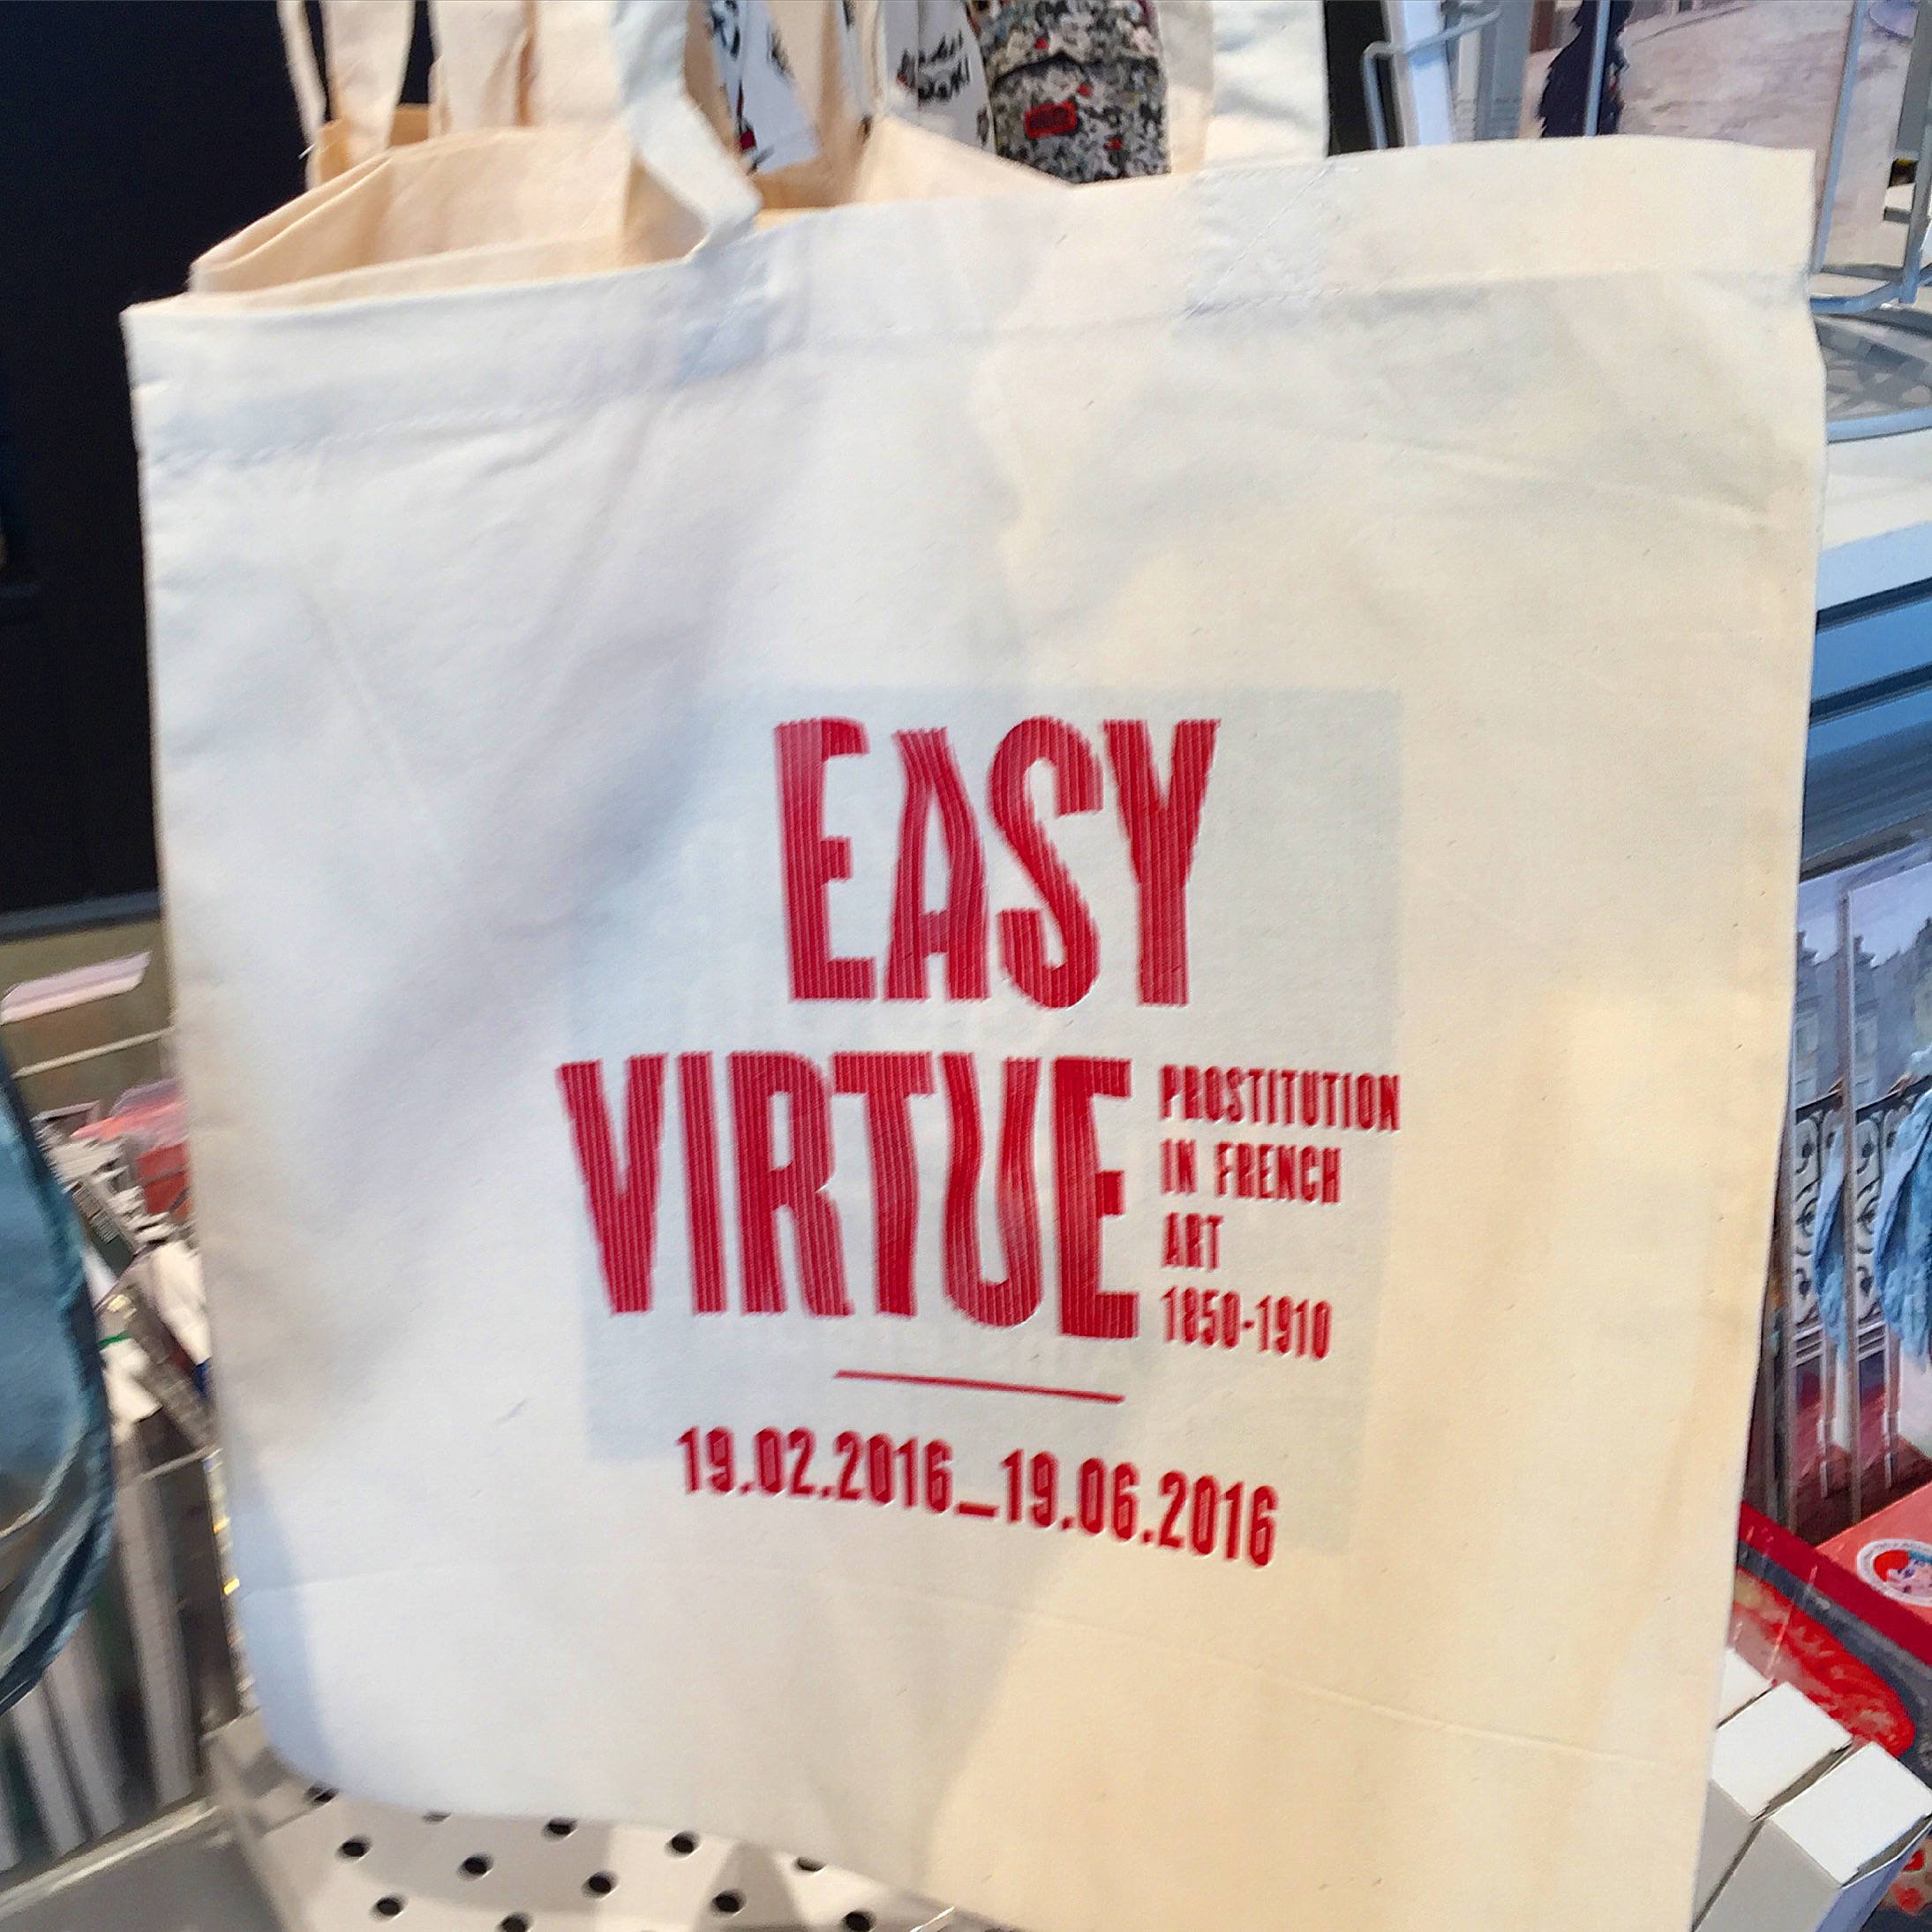 EASY
VIRTUE
PROSTITUTION
IN FRENCH
ART
1850-1910
19.02.2016_19.06.2016